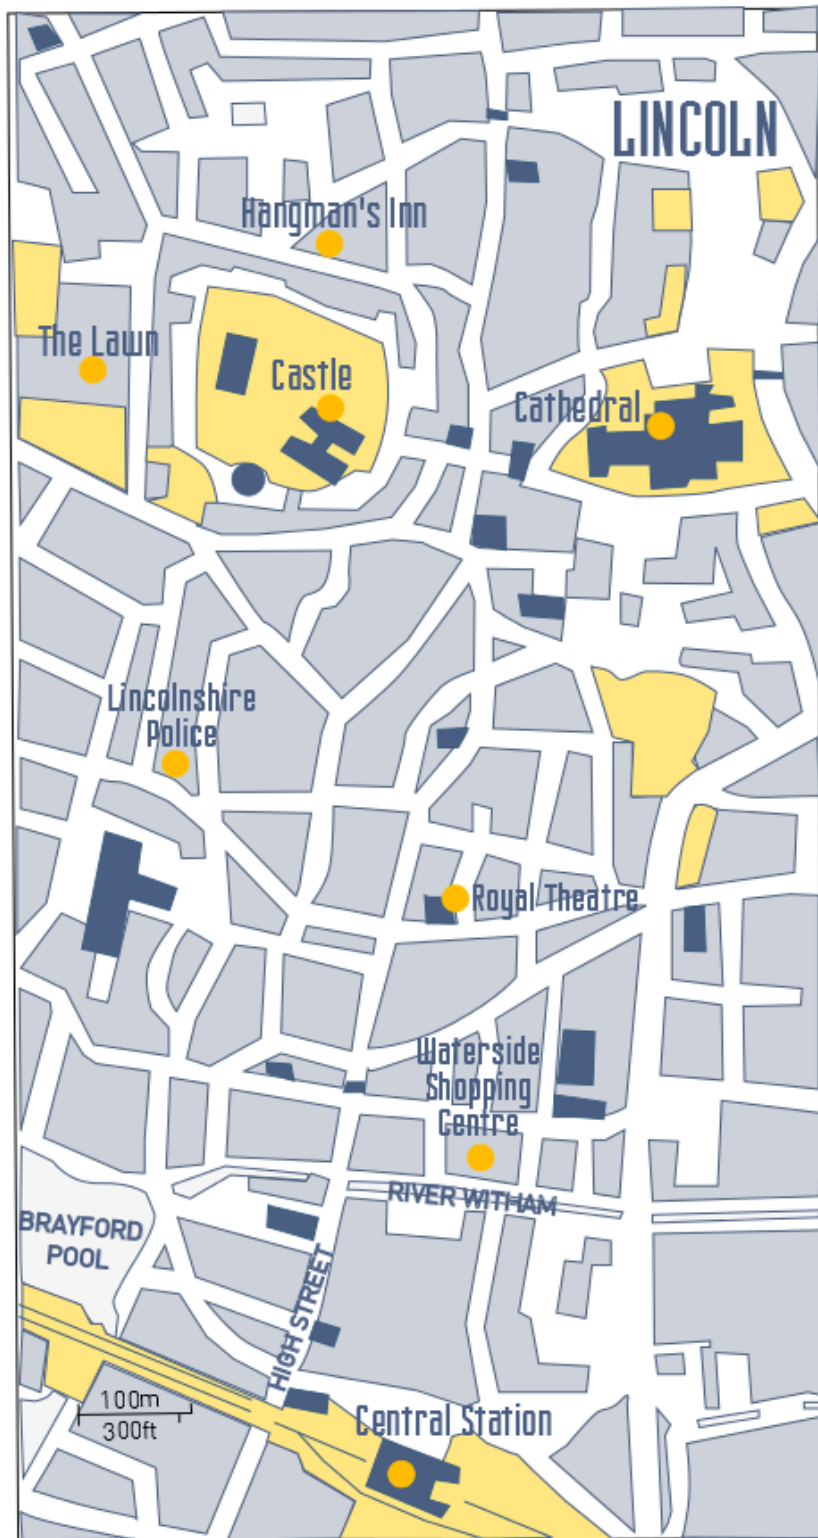 LINCOLN
Hangman's Inn
The Lawn
Castle
Cathedral
Lincolnshire
Police
Royal Theatre
Waterside
Shopping
Centre
RIVER WITHAM
BRAYFORD
POOL
HIGH STREET
100m
300ft
Central Station